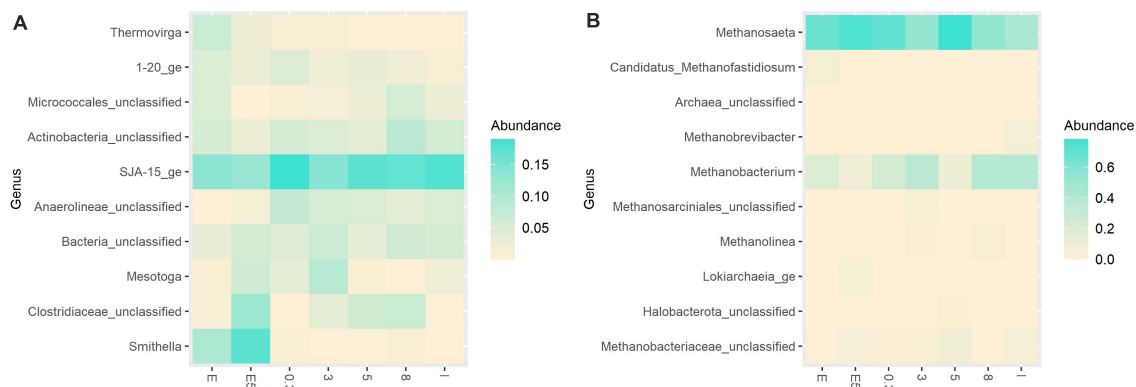 A
Thermovirga
1-20_ge
Micrococcales_unclassified
Actinobacteria_unclassified
SJA-15_ge
Anaerolineae_unclassified
Bacteria_unclassified
Mesotoga
Clostridiaceae_unclassified
Smithella
Genus
E
3
5
8
I
Abundance
0.15
0.10
0.05
B
Methanosaeta
Candidatus_Methanofastidiosum
Archaea_unclassified
Methanobrevibacter
Methanobacterium
Methanosarciniales_unclassified
Methanolinea
Lokiarchaeia_ge
Halobacterota_unclassified
Methanobacteriaceae_unclassified
Genus
E
3
5
8
I
Abundance
0.6
0.4
0.2
0.0